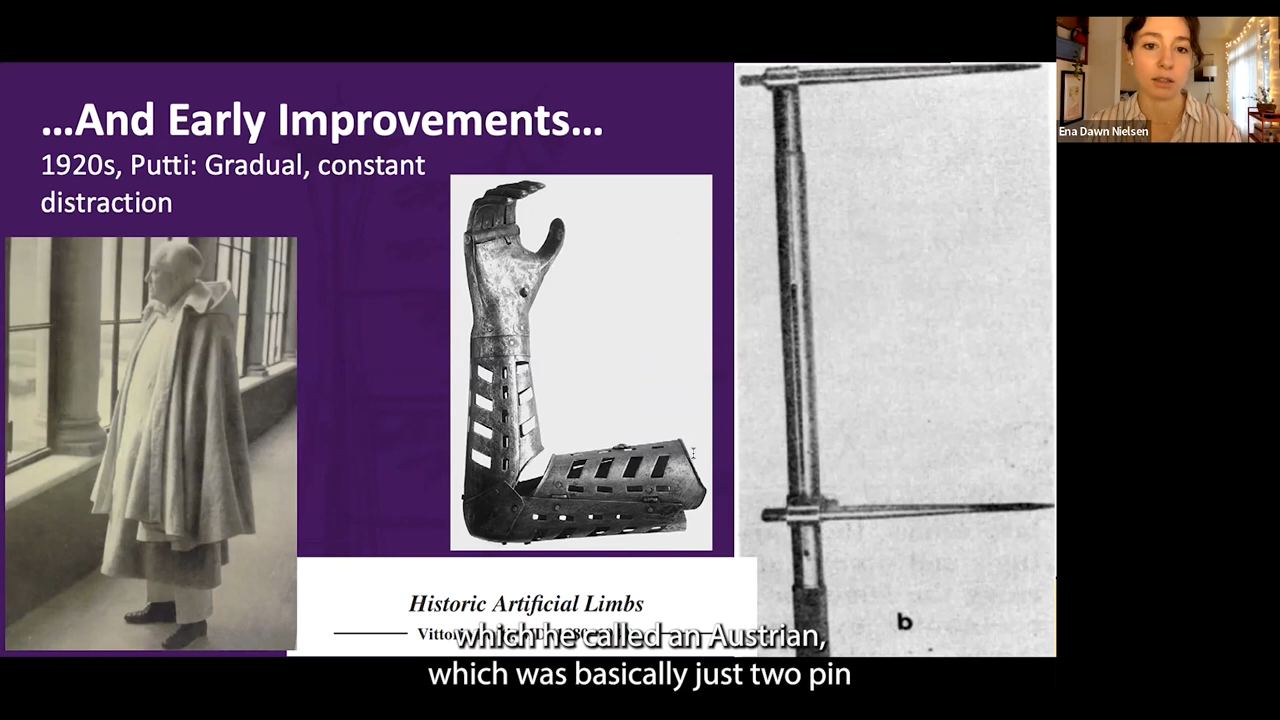 ...And Early Improvements...
1920s, Putti: Gradual, constant
distraction
Ena Dawn Nielsen
Historic Artificial Limbs
b
which he called an Austrian,
which was basically just two pin